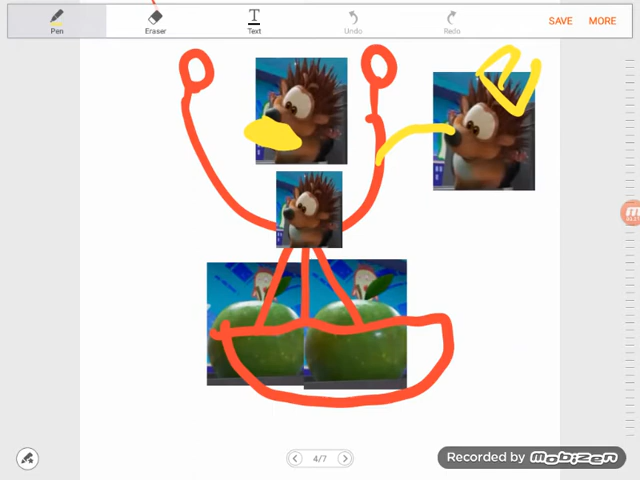 Pen
Eraser
Text
Undo
Redo
SAVE
MORE
4/7
Recorded by Mobizen